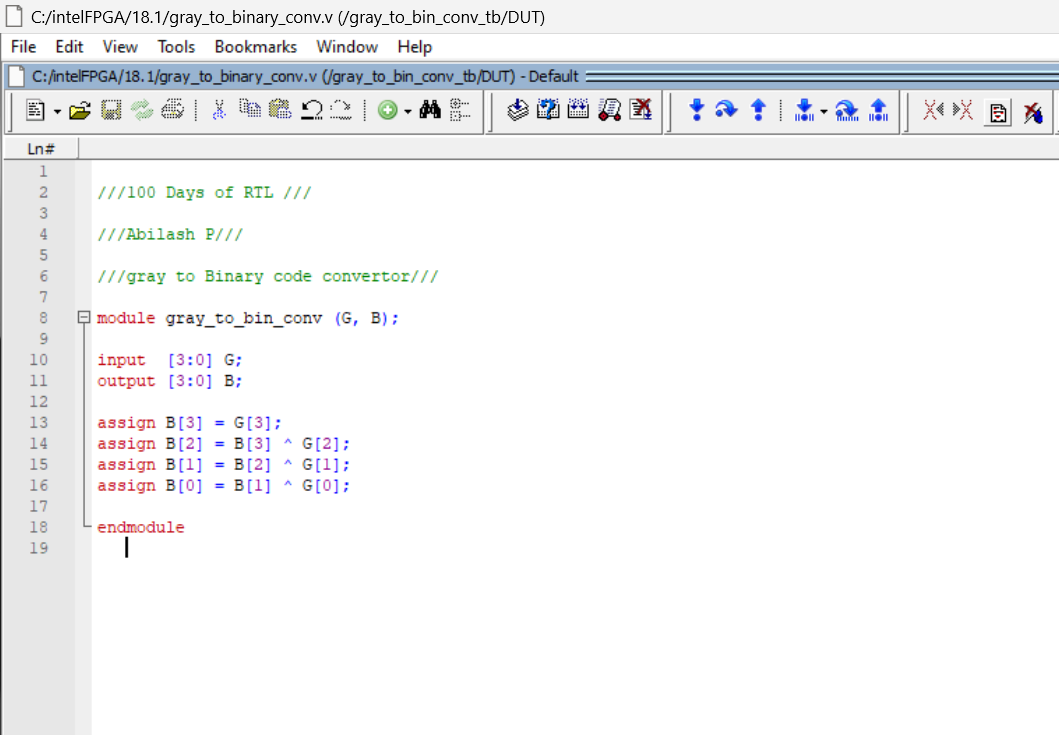 C:/intelFPGA/18.1/gray_to_binary_conv.v (/gray_to_bin_conv_tb/DUT)
File Edit View Tools Bookmarks Window Help
C:/intelFPGA/18.1/gray_to_binary_conv.v (/gray_to_bin_conv_tb/DUT) - Default
Ln#
1
2 ///100 Days of RTL ///
3
4 ///Abilash P///
5
6 ///gray to Binary code convertor///
7
8 module gray_to_bin_conv (G, B);
9
10 input  [3:0] G;
11 output [3:0] B;
12
13 assign B[3] = G[3];
14 assign B[2] = B[3] ^ G[2];
15 assign B[1] = B[2] ^ G[1];
16 assign B[0] = B[1] ^ G[0];
17
18 endmodule
19